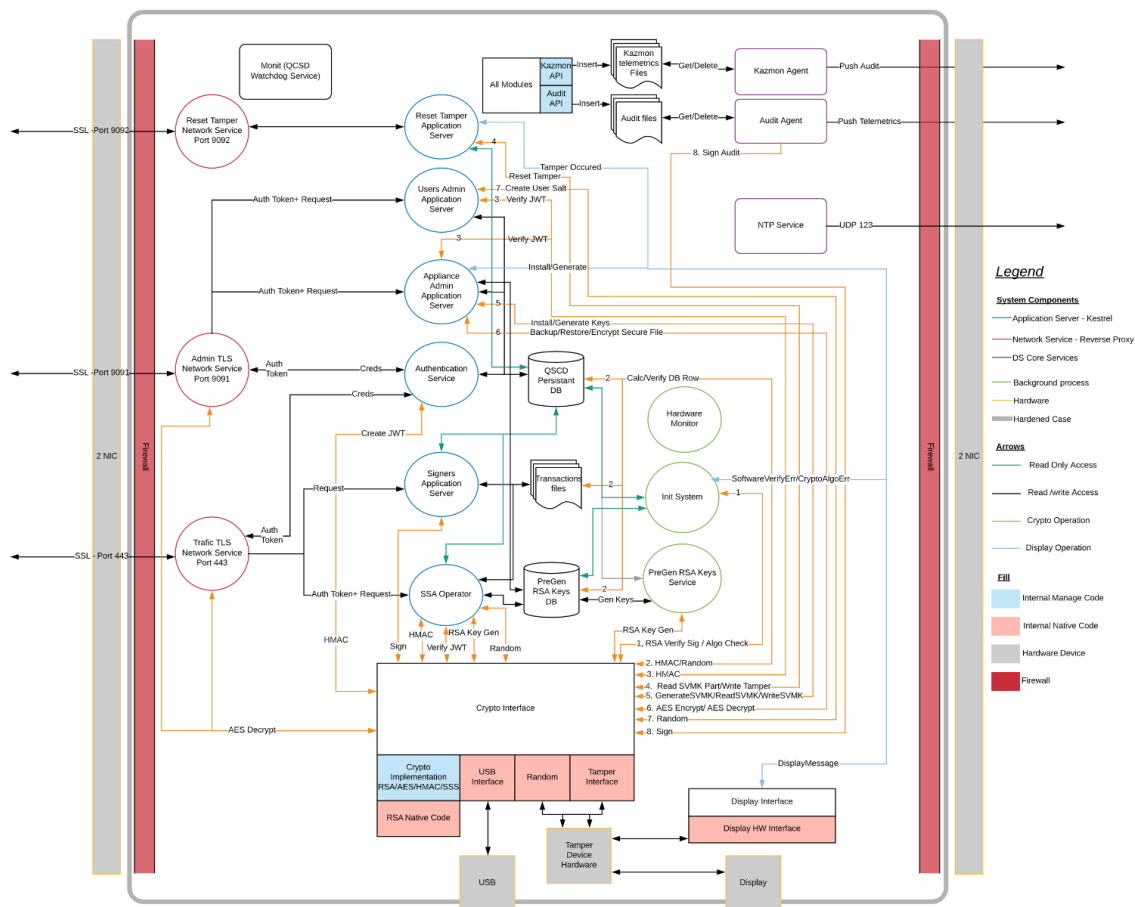 Monit (QCSD
Watchdog Service)
All Modules
Kazmon
API
Audit
API
Insert
Insert
Kazmon
telemetrics
Files
Audit files
Get/Delete
Get/Delete
Kazmon Agent
Audit Agent
Push Audit
Push Telemetrics
SSL -Port 9092
Reset Tamper
Network Service
Port 9092
Reset Tamper
Application
Server
4
8. Sign Audit
Tamper Occured
Reset Tamper
Users Admin
Application
Server
7
Create User Salt
3
Verify JWT
Auth Token+ Request
NTP Service
UDP 123
3
Verify JWT
Appliance
Admin
Application
Server
Install/Generate
Auth Token+ Request
5
Install/Generate Keys
6
Backup/Restore/Encrypt Secure File
SSL -Port 9091
Admin TLS
Network Service
Port 9091
Auth
Token
Creds
Creds
Authentication
Service
QSCD
Persistant
DB
2
Calc/Verify DB Row
Hardware
Monitor
Create JWT
2 NIC
Firewall
Firewall
2 NIC
Signers
Application
Server
Request
Transactions
files
2
Init System
SoftwareVerifyErr/CryptoAlgoErr
1
SSL - Port 443
Trafic TLS
Network Service
Port 443
Auth
Token
Auth Token+ Request
SSA Operator
PreGen
RSA Keys
DB
2
Gen Keys
PreGen RSA Keys
Service
HMAC
Sign
HMAC
Verify JWT
RSA Key Gen
Random
RSA Key Gen
1, RSA Verify Sig / Algo Check
2. HMAC/Random
3. HMAC
4. Read SVMK Part/Write Tamper
5. GenerateSVMK/ReadSVMK/WriteSVMK
6. AES Encrypt/ AES Decrypt
7. Random
8. Sign
Crypto Interface
AES Decrypt
Crypto
Implementation
RSA/AES/HMAC/SSS
USB
Interface
Random
Tamper
Interface
RSA Native Code
DisplayMessage
Display Interface
Display HW Interface
Tamper
Device
Hardware
USB
Display
Legend
System Components
Application Server - Kestrel
Network Service - Reverse Proxy
DS Core Services
Background process
Hardware
Hardened Case
Arrows
Read Only Access
Read /write Access
Crypto Operation
Display Operation
Fill
Internal Manage Code
Internal Native Code
Hardware Device
Firewall